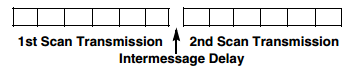 1st Scan Transmission 2nd Scan Transmission
Intermessage Delay